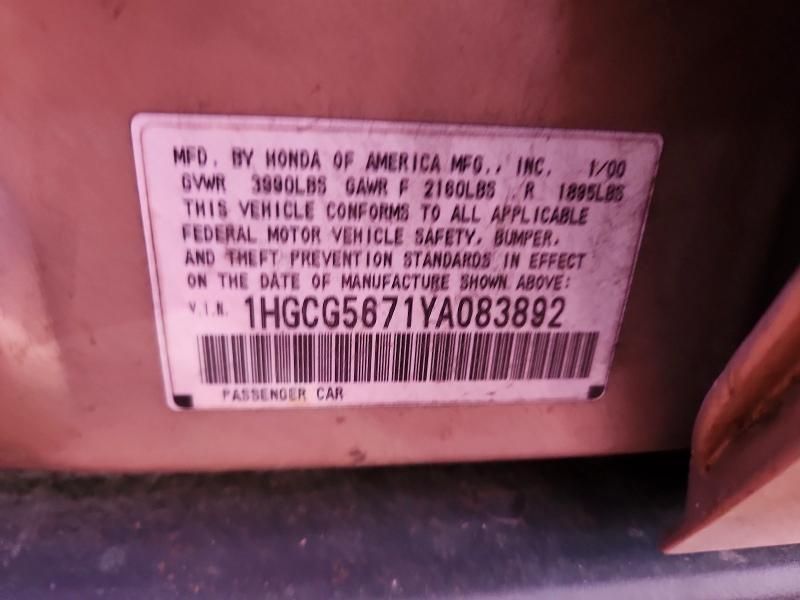 MFD. BY HONDA OF AMERICA MFG., INC. 1/00
GVWR 3990LBS GAWR F 2160LBS R 1895LBS
THIS VEHICLE CONFORMS TO ALL APPLICABLE
FEDERAL MOTOR VEHICLE SAFETY, BUMPER,
AND THEFT PREVENTION STANDARDS IN EFFECT
ON THE DATE OF MANUFACTURE SHOWN ABOVE:
V.I.N. 1HGCG5671YA083892
PASSENGER CAR